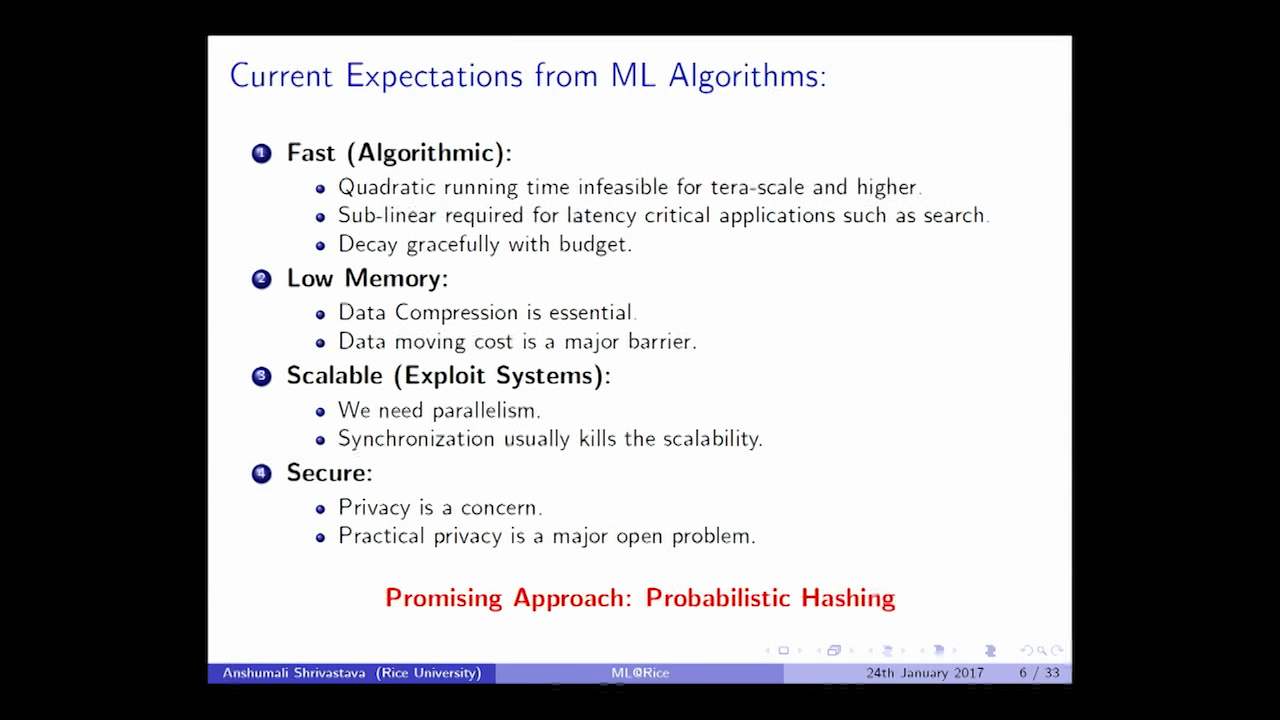 Current Expectations from ML Algorithms:
1 Fast (Algorithmic):
Quadratic running time infeasible for tera-scale and higher.
Sub-linear required for latency critical applications such as search.
Decay gracefully with budget.
2 Low Memory:
Data Compression is essential.
Data moving cost is a major barrier.
3 Scalable (Exploit Systems):
We need parallelism.
Synchronization usually kills the scalability.
4 Secure:
Privacy is a concern.
Practical privacy is a major open problem.
Promising Approach: Probabilistic Hashing
Anshumali Shrivastava (Rice University) ML@Rice 24th January 2017 6 / 33